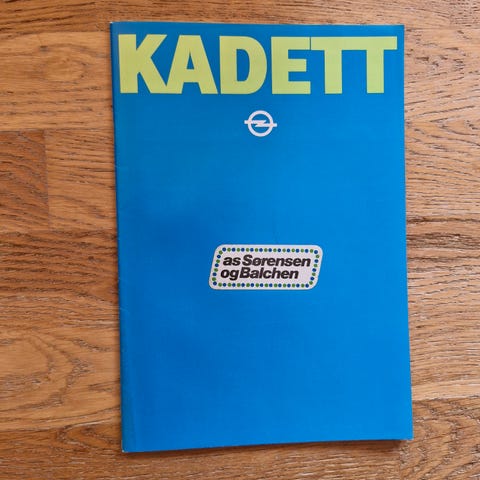 KADETT
as Sørensen
og Balchen